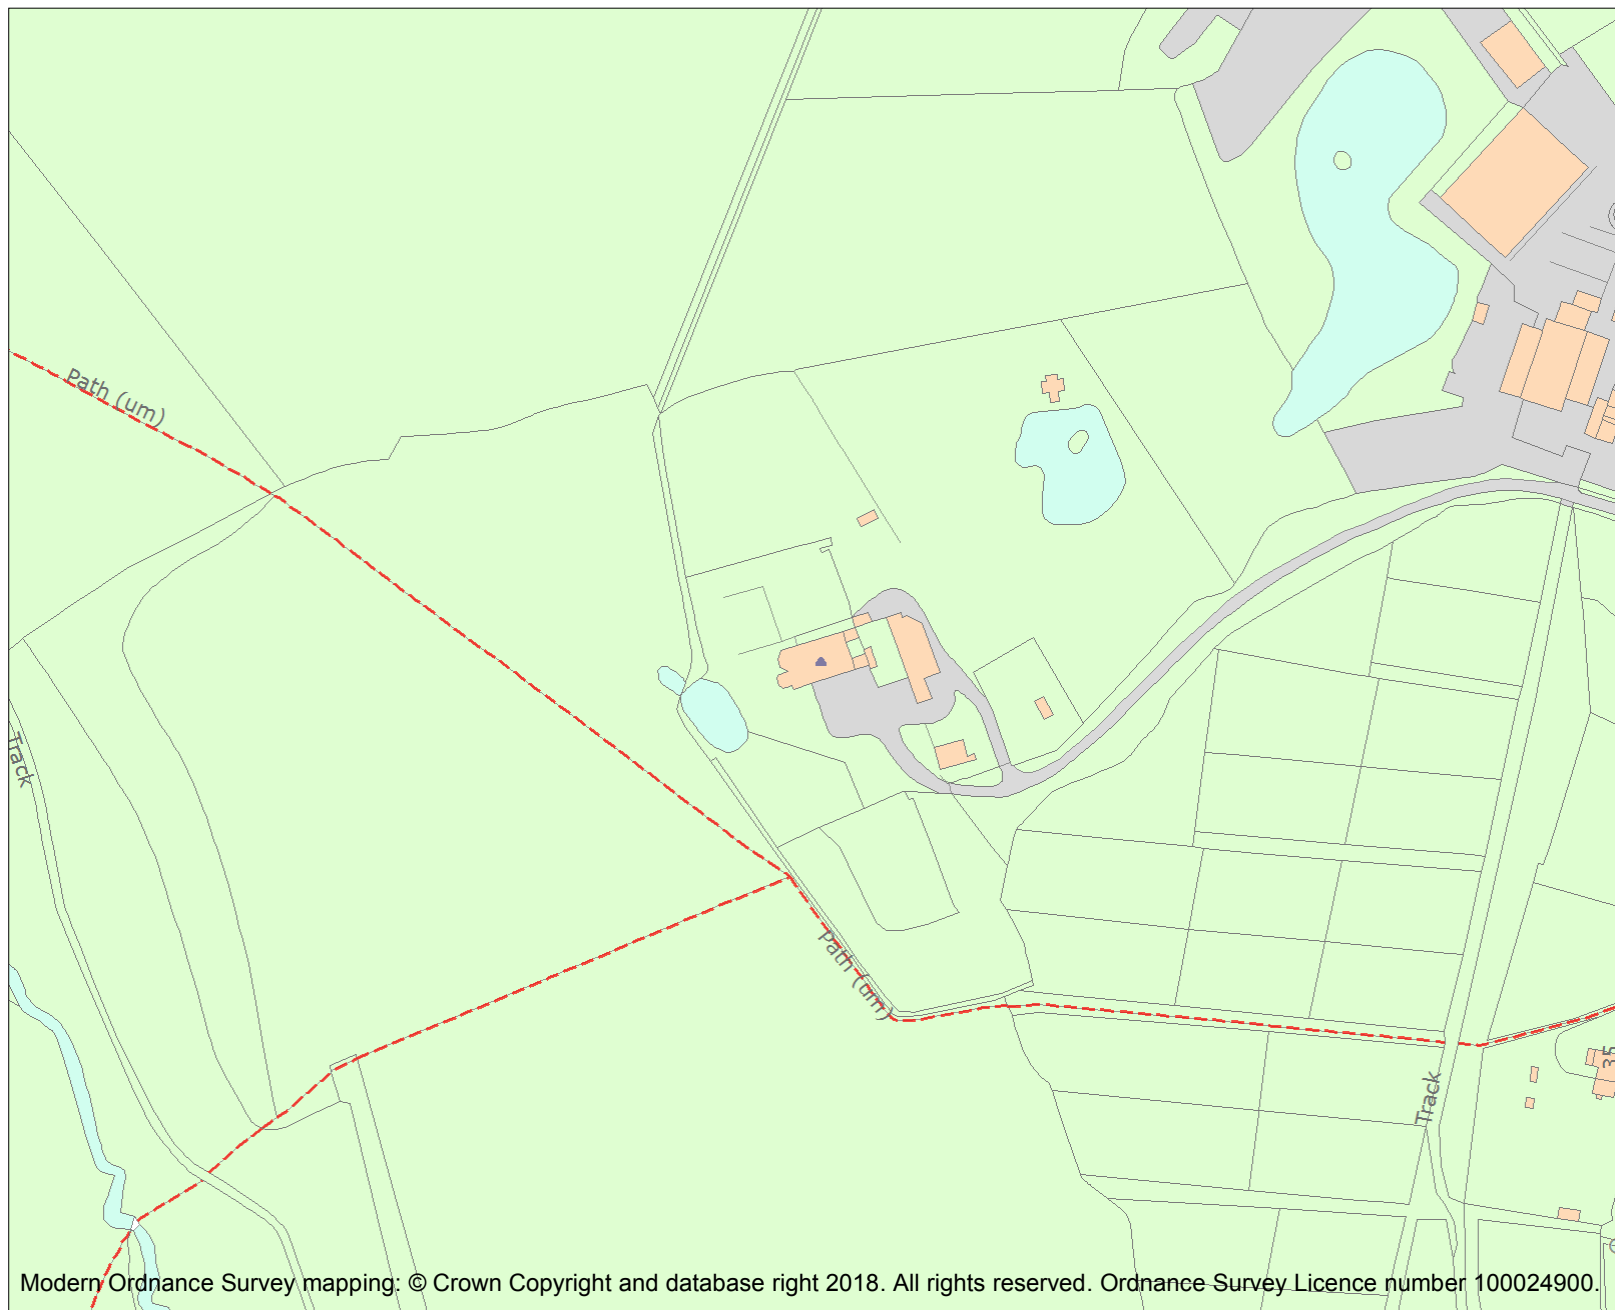 Path (um)
Track
Path (um)
35
Track
Modern Ordnance Survey mapping: © Crown Copyright and database right 2018. All rights reserved. Ordnance Survey Licence number 100024900.